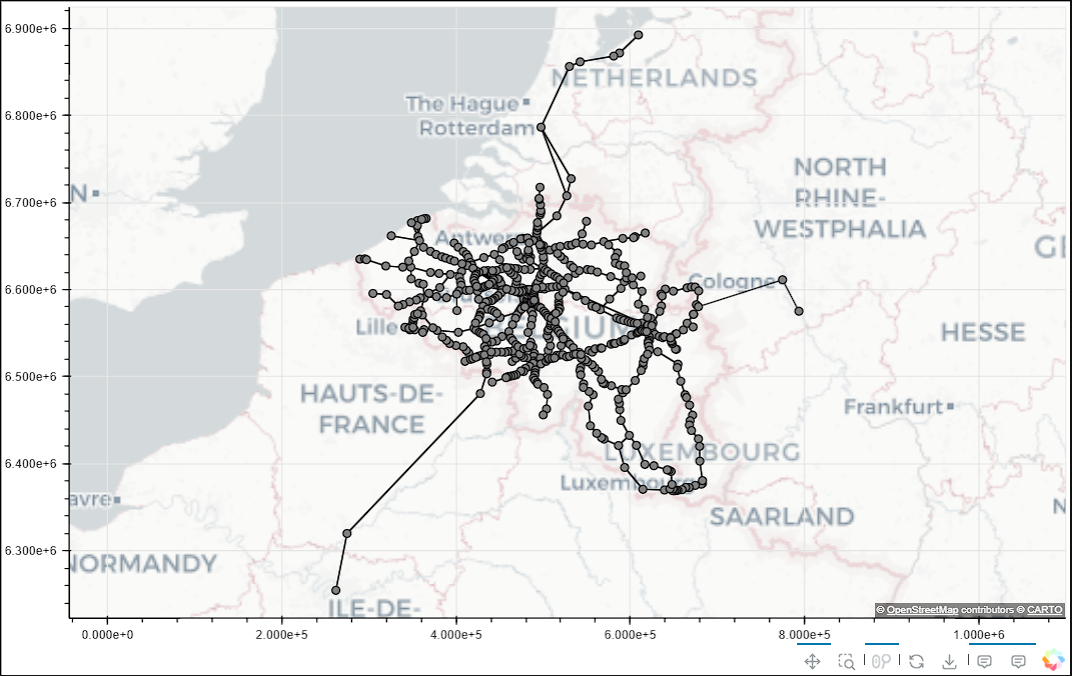 6.900e+6
NETHERLANDS
The Hague
6.800e+6
Rotterdam
NORTH
RHINE-
WESTPHALIA
6.700e+6
N
Antwer
GE
6.600e+6
Cologne
Lille
BELGIUM
HESSE
6.500e+6
HAUTS-DE-
FRANCE
Frankfurt
6.400e+6
LUXEMBOURG
Luxembourg
avre
N
SAARLAND
6.300e+6
NORMANDY
ILE-DE-
© OpenStreetMap contributors © CARTO
0.000e+0 2.000e+5 4.000e+5 6.000e+5 8.000e+5 1.000e+6